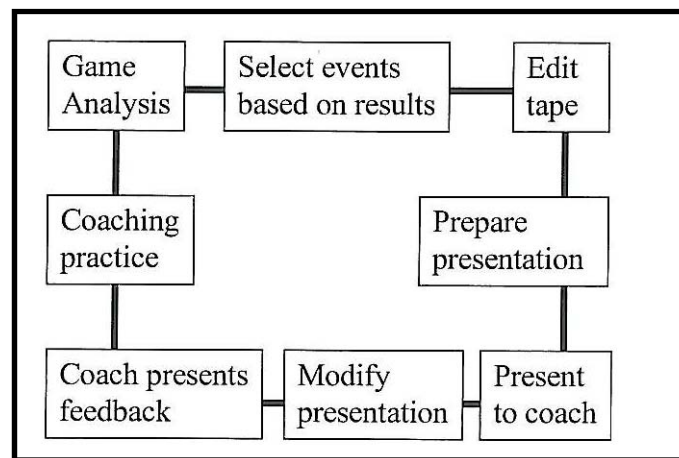 Game
Analysis
Select events
based on results
Edit
tape
Coaching
practice
Prepare
presentation
Coach presents
feedback
Modify
presentation
Present
to coach